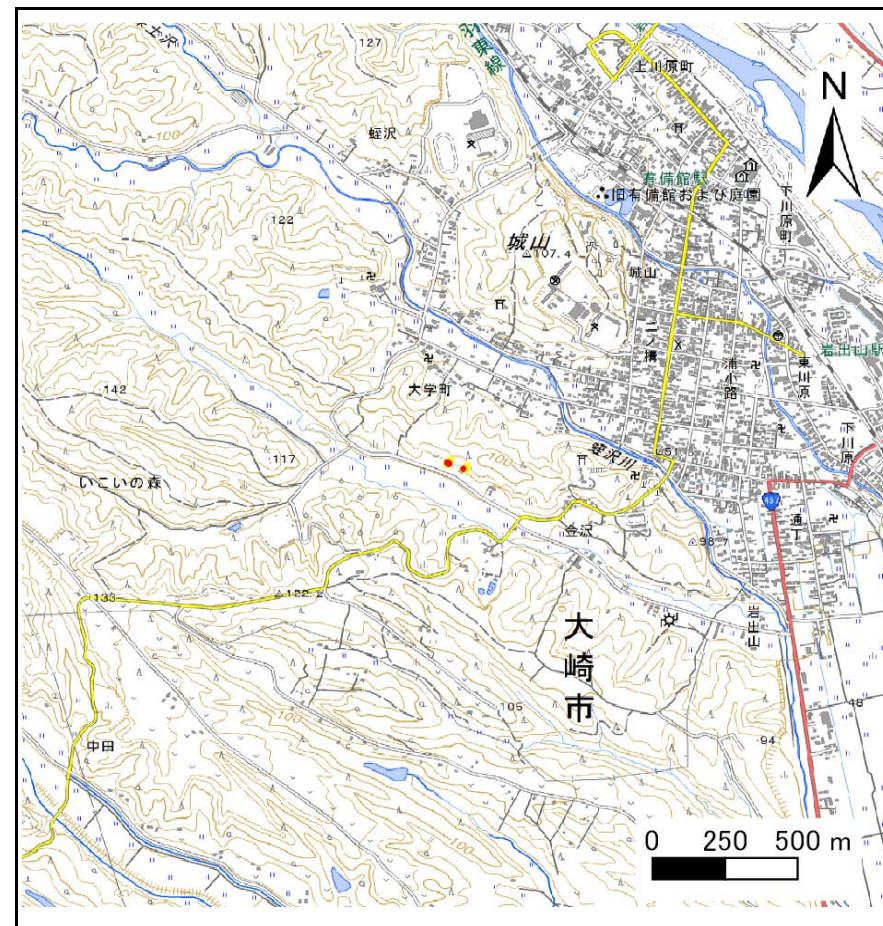 127
上川原町
N
-100-
蛭沢
有備館駅
旧有備館および庭園
下川原町
122
城山
107.4
城山
二ノ構
岩出山駅
東川原
浦小路
大学町
142
下川原
117
100
51
蛭沢川
いこいの森
457
通丁
金沢
98.7
133
122.2
岩出山
大崎市
105
48
中田
94
100
100
0 250 500 m